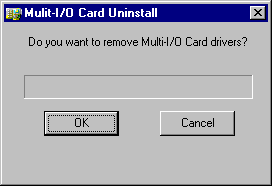 Mulit-I/O Card Uninstall
Do you want to remove Multi-I/O Card drivers?
OK
Cancel